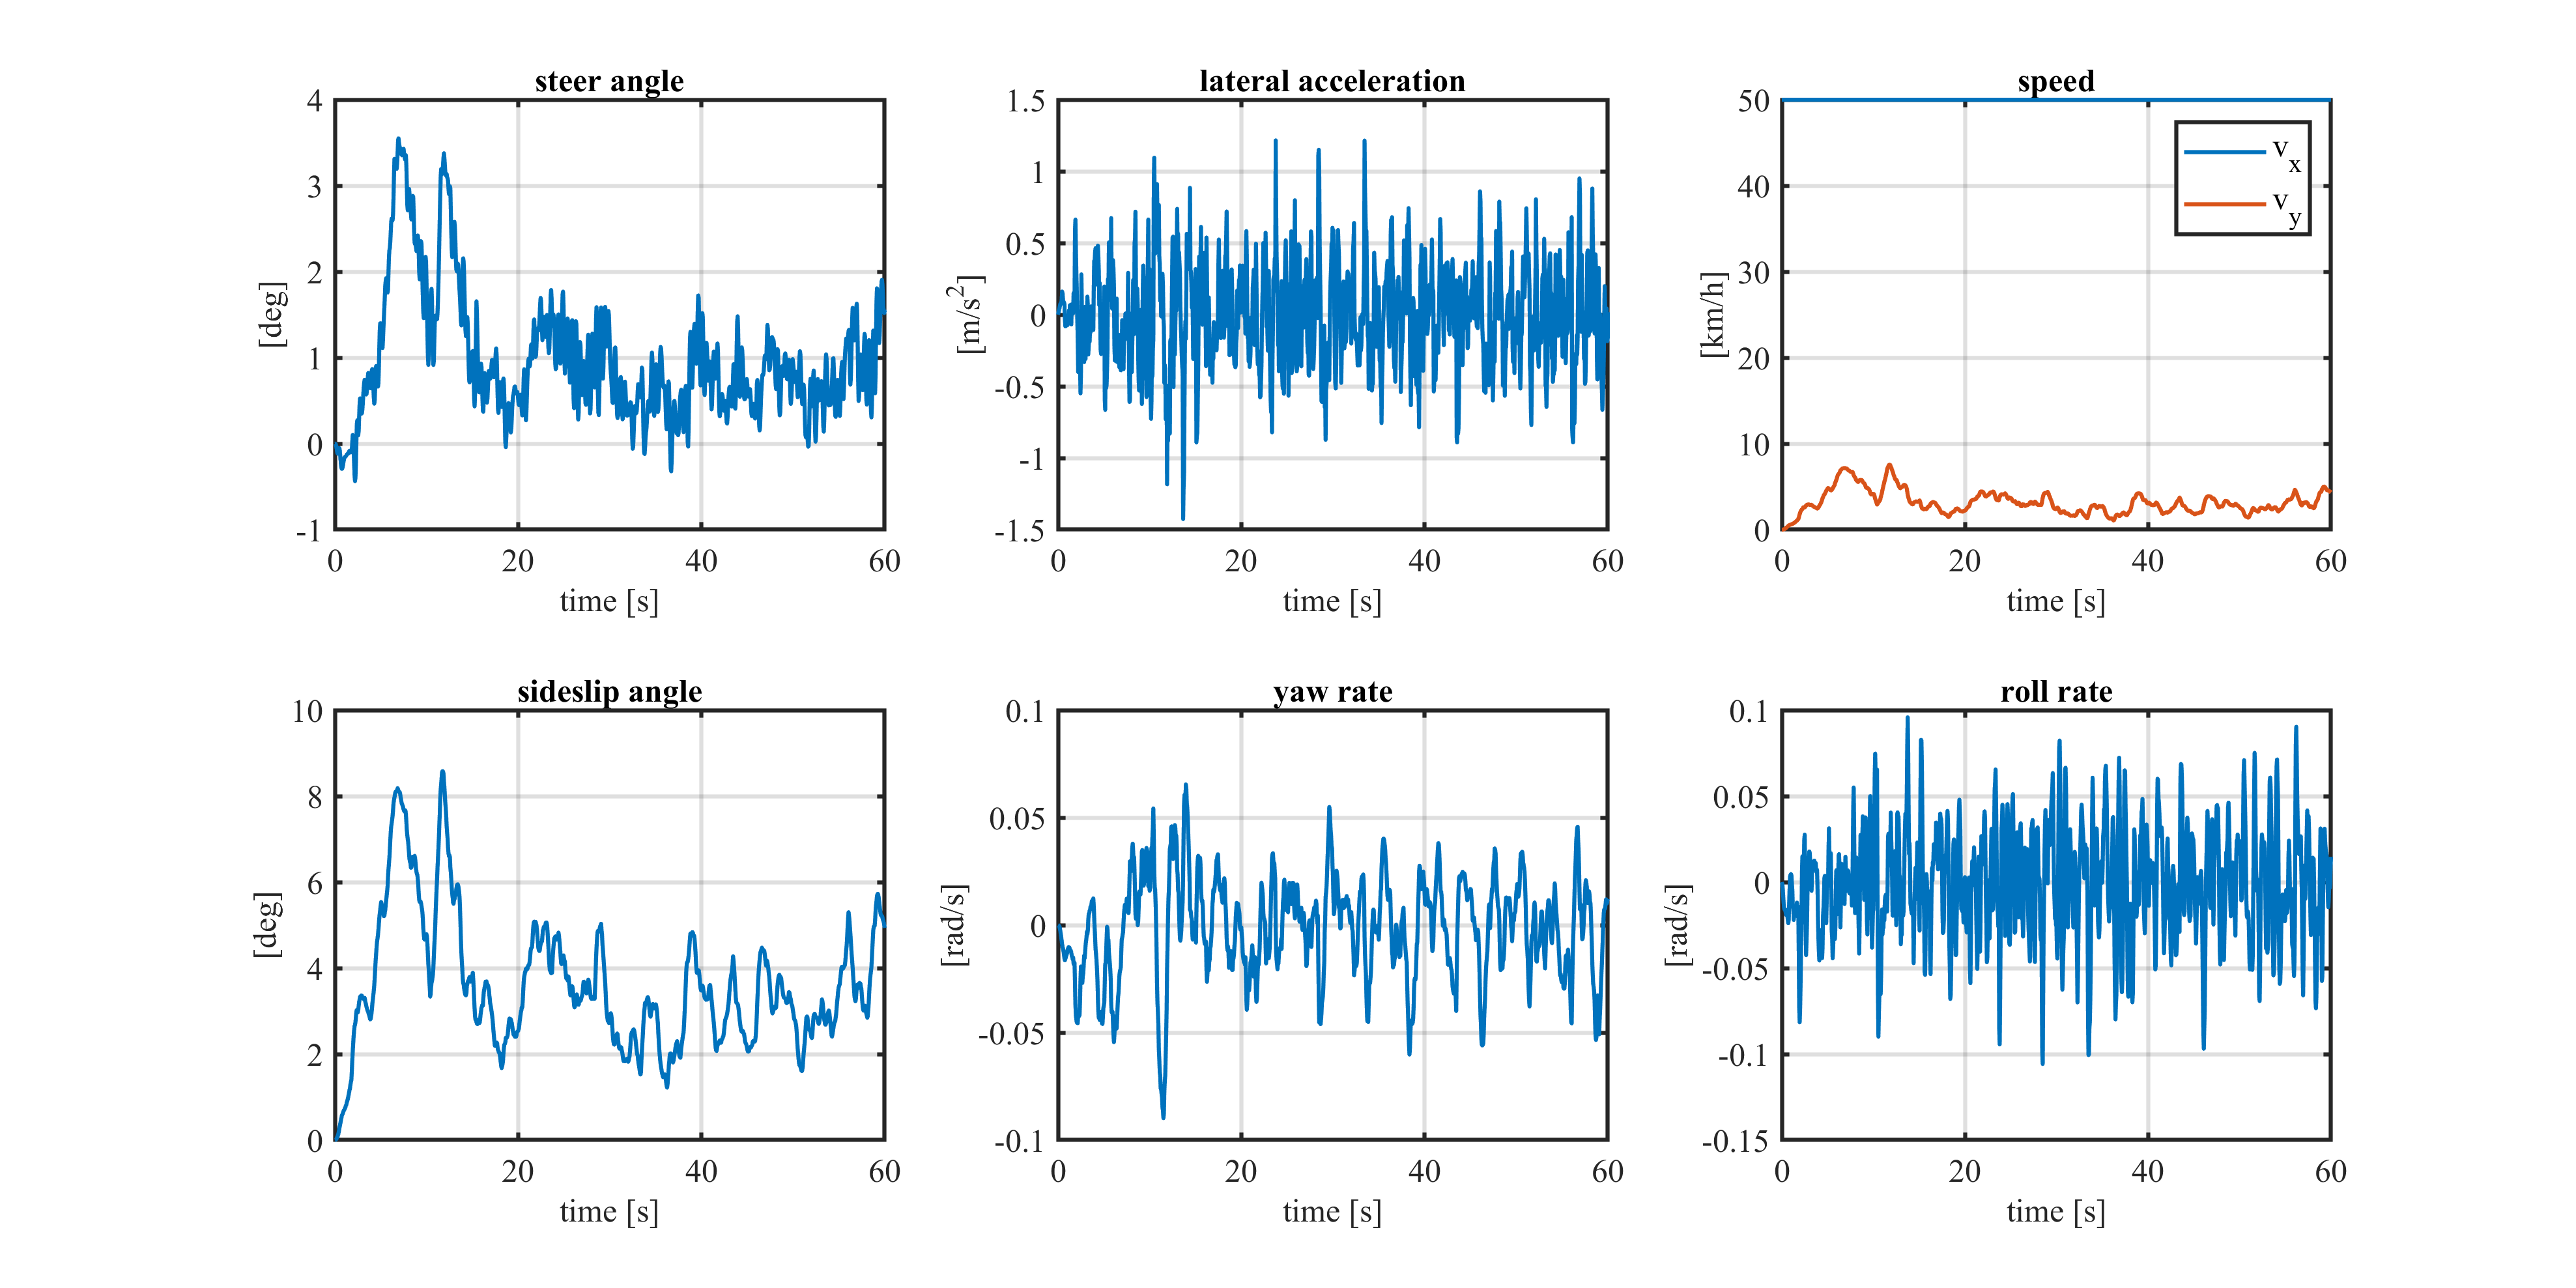 steer angle
4
3
2
1
0
-1
[deg]
0 20 40 60
time [s]
lateral acceleration
1.5
1
0.5
0
-0.5
-1
-1.5
[m/s²]
0 20 40 60
time [s]
speed
50
40
30
20
10
0
[km/h]
v_x
v_y
0 20 40 60
time [s]
sideslip angle
10
8
6
4
2
0
[deg]
0 20 40 60
time [s]
yaw rate
0.1
0.05
0
-0.05
-0.1
[rad/s]
0 20 40 60
time [s]
roll rate
0.1
0.05
0
-0.05
-0.1
-0.15
[rad/s]
0 20 40 60
time [s]